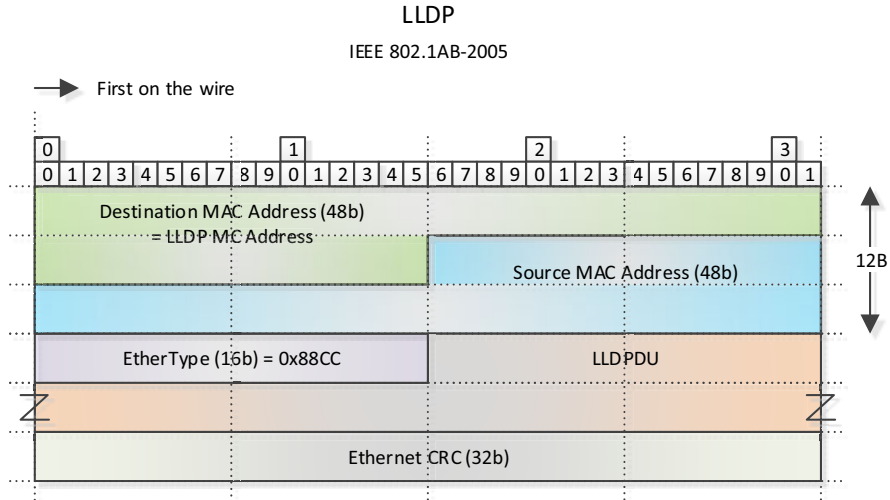 LLDP
IEEE 802.1AB-2005
First on the wire
0 1 2 3
0 1 2 3 4 5 6 7 8 9 0 1 2 3 4 5 6 7 8 9 0 1 2 3 4 5 6 7 8 9 0 1
Destination MAC Address (48b)
= LLDP MC Address
Source MAC Address (48b)
12B
EtherType (16b) = 0x88CC
LLDPDU
Ethernet CRC (32b)